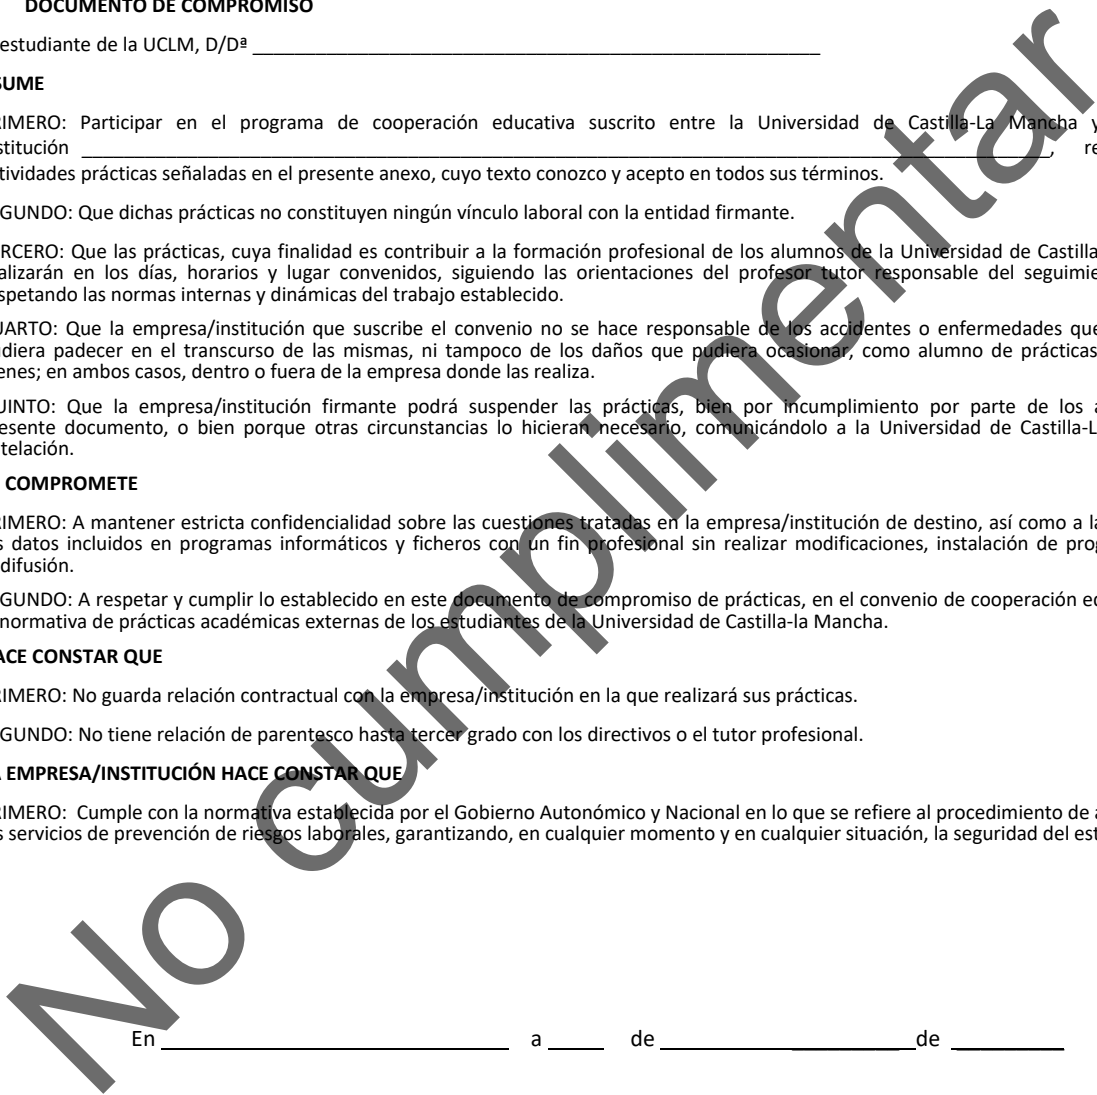 DOCUMENTO DE COMPROMISO
estudiante de la UCLM, D/Dª ____
SUME
RIMERO: Participar en el programa de cooperación educativa suscrito entre la Universidad de Castilla-La Mancha y
stitución ____, re
tividades prácticas señaladas en el presente anexo, cuyo texto conozco y acepto en todos sus términos.
GUNDO: Que dichas prácticas no constituyen ningún vínculo laboral con la entidad firmante.
RCERO: Que las prácticas, cuya finalidad es contribuir a la formación profesional de los alumnos de la Universidad de Castilla
alizarán en los días, horarios y lugar convenidos, siguiendo las orientaciones del profesor tutor responsable del seguimie
spetando las normas internas y dinámicas del trabajo establecido.
UARTO: Que la empresa/institución que suscribe el convenio no se hace responsable de los accidentes o enfermedades que
udiera padecer en el transcurso de las mismas, ni tampoco de los daños que pudiera ocasionar, como alumno de prácticas
enes; en ambos casos, dentro o fuera de la empresa donde las realiza.
UINTO: Que la empresa/institución firmante podrá suspender las prácticas, bien por incumplimiento por parte de los a
esente documento, o bien porque otras circunstancias lo hicieran necesario, comunicándolo a la Universidad de Castilla-L
telación.
COMPROMETE
RIMERO: A mantener estricta confidencialidad sobre las cuestiones tratadas en la empresa/institución de destino, así como a la
s datos incluidos en programas informáticos y ficheros con un fin profesional sin realizar modificaciones, instalación de prog
difusión.
GUNDO: A respetar y cumplir lo establecido en este documento de compromiso de prácticas, en el convenio de cooperación ed
normativa de prácticas académicas externas de los estudiantes de la Universidad de Castilla-la Mancha.
ACE CONSTAR QUE
RIMERO: No guarda relación contractual con la empresa/institución en la que realizará sus prácticas.
GUNDO: No tiene relación de parentesco hasta tercer grado con los directivos o el tutor profesional.
A EMPRESA/INSTITUCIÓN HACE CONSTAR QUE
RIMERO: Cumple con la normativa establecida por el Gobierno Autonómico y Nacional en lo que se refiere al procedimiento de a
s servicios de prevención de riesgos laborales, garantizando, en cualquier momento y en cualquier situación, la seguridad del est
En ____ a ____ de ____ de ____
No cumplimentar